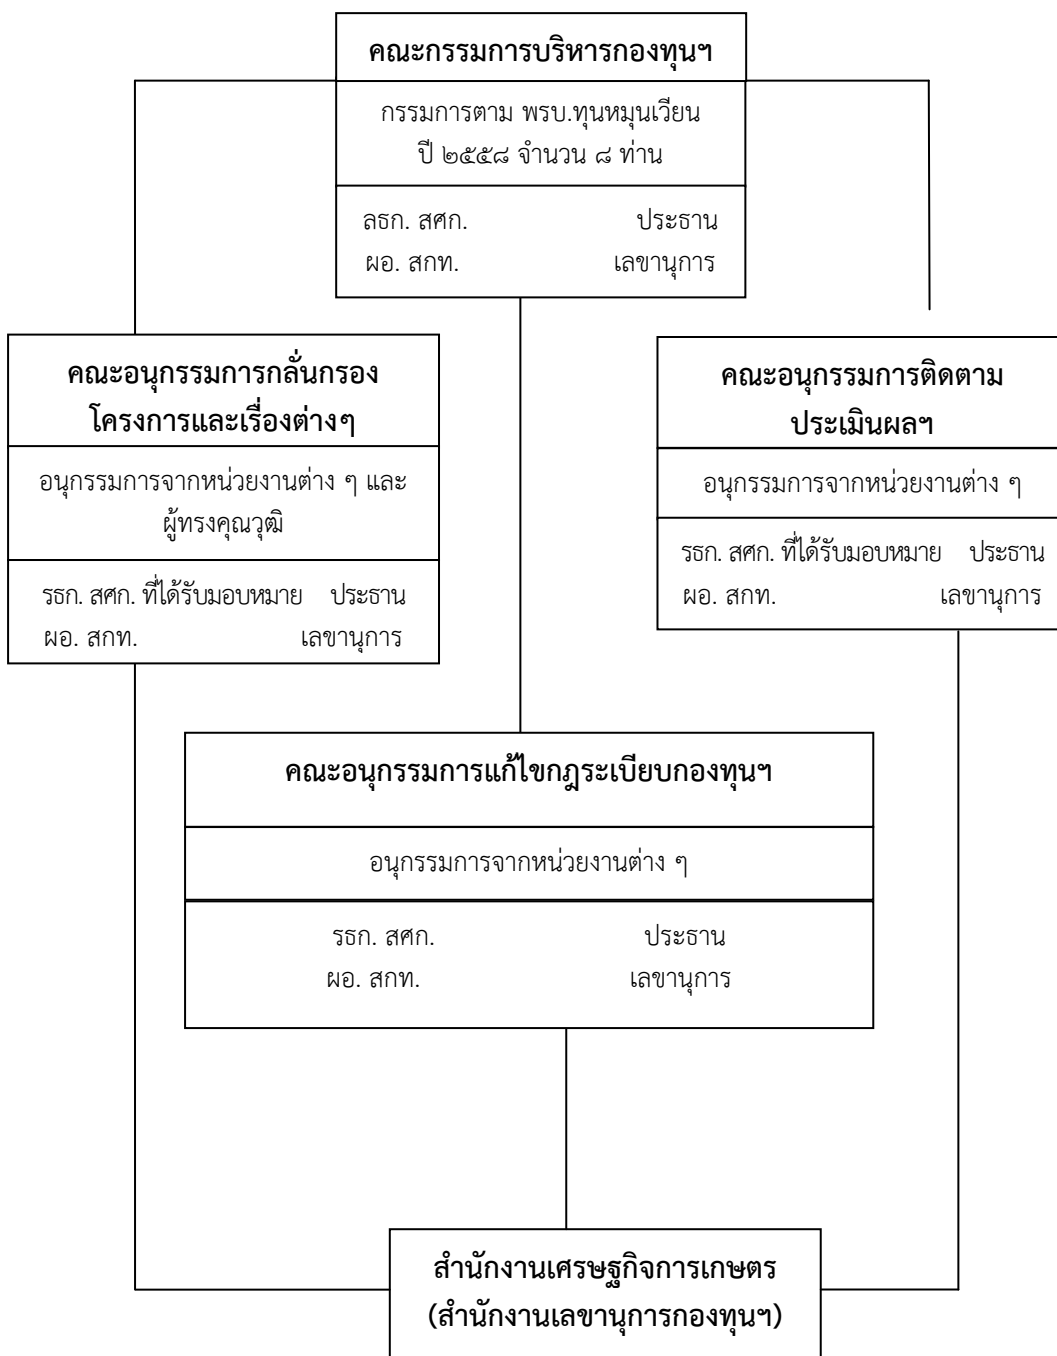 คณะกรรมการบริหารกองทุนฯ
กรรมการตาม พรบ.ทุนหมุนเวียน
ปี ๒๕๕๘ จำนวน ๘ ท่าน
ลธก. สศก. ประธาน
ผอ. สกท. เลขานุการ
คณะอนุกรรมการกลั่นกรอง
โครงการและเรื่องต่างๆ
อนุกรรมการจากหน่วยงานต่าง ๆ และ
ผู้ทรงคุณวุฒิ
รธก. สศก. ที่ได้รับมอบหมาย ประธาน
ผอ. สกท. เลขานุการ
คณะอนุกรรมการติดตาม
ประเมินผลฯ
อนุกรรมการจากหน่วยงานต่าง ๆ
รธก. สศก. ที่ได้รับมอบหมาย ประธาน
ผอ. สกท. เลขานุการ
คณะอนุกรรมการแก้ไขกฎระเบียบกองทุนฯ
อนุกรรมการจากหน่วยงานต่าง ๆ
รธก. สศก. ประธาน
ผอ. สกท. เลขานุการ
สำนักงานเศรษฐกิจการเกษตร
(สำนักงานเลขานุการกองทุนฯ)